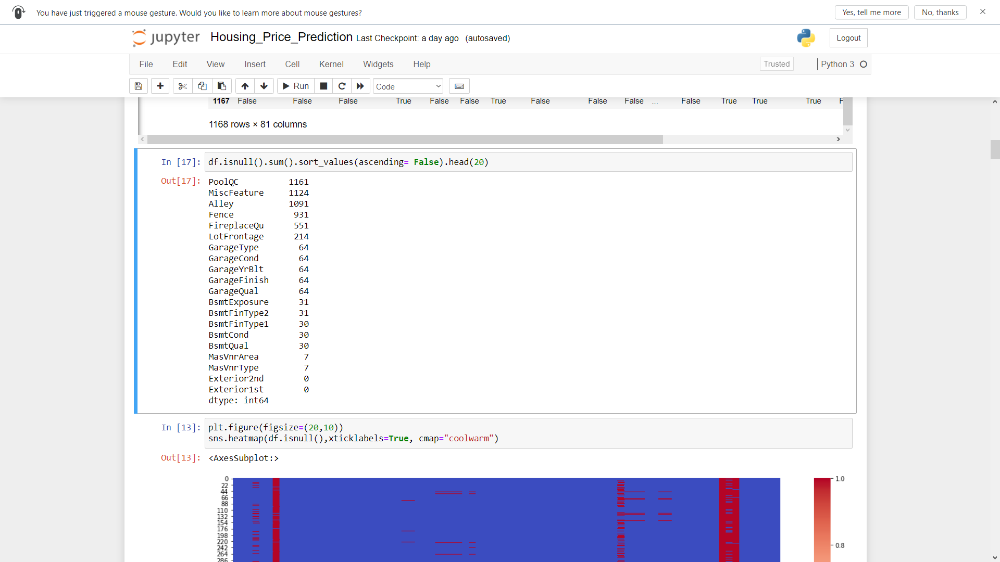 You have just triggered a mouse gesture. Would you like to learn more about mouse gestures?
Yes, tell me more
No, thanks
jupyter
Housing_Price_Prediction Last Checkpoint: a day ago (autosaved)
Logout
File Edit View Insert Cell Kernel Widgets Help
Trusted
Python 3
Run
Code
1167 False False False True False False True False False False ... False True True True F
1168 rows × 81 columns
In [17]: df.isnull().sum().sort_values(ascending= False).head(20)
Out[17]: PoolQC 1161
MiscFeature 1124
Alley 1091
Fence 931
FireplaceQu 551
LotFrontage 214
GarageType 64
GarageCond 64
GarageYrBlt 64
GarageFinish 64
GarageQual 64
BsmtExposure 31
BsmtFinType2 31
BsmtFinType1 30
BsmtCond 30
BsmtQual 30
MasVnrArea 7
MasVnrType 7
Exterior2nd 0
Exterior1st 0
dtype: int64
In [13]: plt.figure(figsize=(20,10))
sns.heatmap(df.isnull(),xticklabels=True, cmap="coolwarm")
Out[13]: <AxesSubplot:>
0
22
44
66
88
110
132
154
176
198
220
242
264
286
1.0
0.8